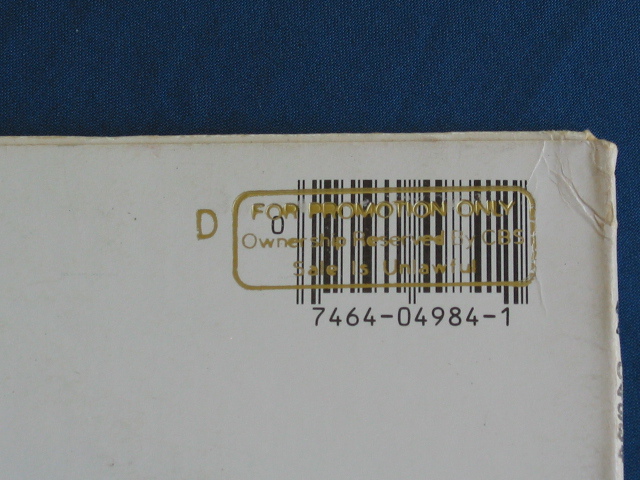 D
FOR PROMOTION ONLY
0
Ownership Reserved By CBS
Sale is Unlawful
7464-04984-1